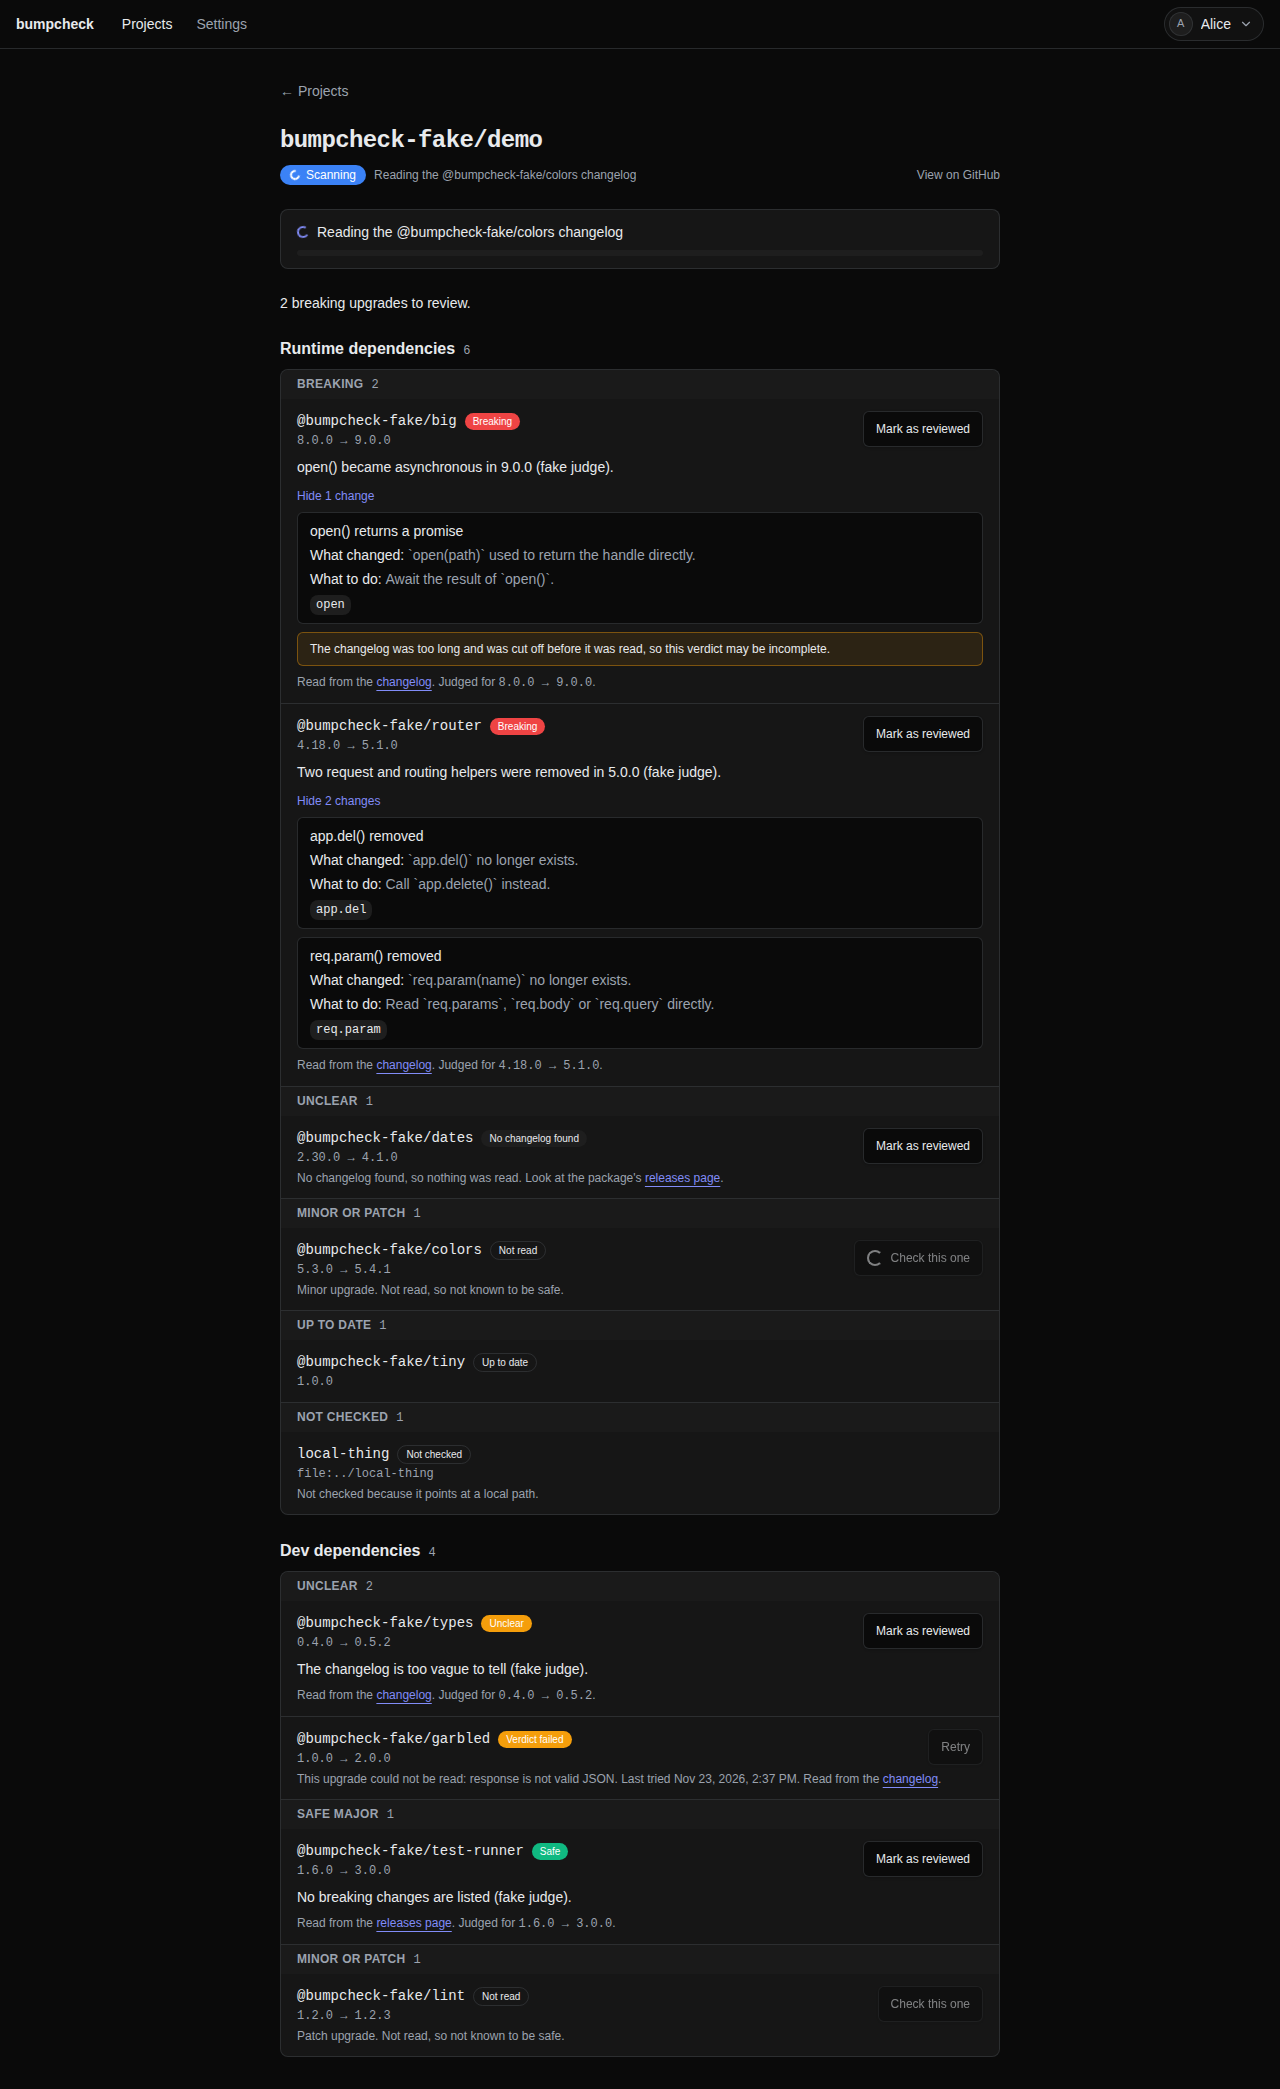 bumpcheck Projects Settings A Alice
← Projects
bumpcheck-fake/demo
Scanning Reading the @bumpcheck-fake/colors changelog View on GitHub
Reading the @bumpcheck-fake/colors changelog
2 breaking upgrades to review.
Runtime dependencies 6
BREAKING 2
@bumpcheck-fake/big Breaking Mark as reviewed
8.0.0 → 9.0.0
open() became asynchronous in 9.0.0 (fake judge).
Hide 1 change
open() returns a promise
What changed: `open(path)` used to return the handle directly.
What to do: Await the result of `open()`.
open
The changelog was too long and was cut off before it was read, so this verdict may be incomplete.
Read from the changelog. Judged for 8.0.0 → 9.0.0.
@bumpcheck-fake/router Breaking Mark as reviewed
4.18.0 → 5.1.0
Two request and routing helpers were removed in 5.0.0 (fake judge).
Hide 2 changes
app.del() removed
What changed: `app.del()` no longer exists.
What to do: Call `app.delete()` instead.
app.del
req.param() removed
What changed: `req.param(name)` no longer exists.
What to do: Read `req.params`, `req.body` or `req.query` directly.
req.param
Read from the changelog. Judged for 4.18.0 → 5.1.0.
UNCLEAR 1
@bumpcheck-fake/dates No changelog found Mark as reviewed
2.30.0 → 4.1.0
No changelog found, so nothing was read. Look at the package's releases page.
MINOR OR PATCH 1
@bumpcheck-fake/colors Not read Check this one
5.3.0 → 5.4.1
Minor upgrade. Not read, so not known to be safe.
UP TO DATE 1
@bumpcheck-fake/tiny Up to date
1.0.0
NOT CHECKED 1
local-thing Not checked
file:../local-thing
Not checked because it points at a local path.
Dev dependencies 4
UNCLEAR 2
@bumpcheck-fake/types Unclear Mark as reviewed
0.4.0 → 0.5.2
The changelog is too vague to tell (fake judge).
Read from the changelog. Judged for 0.4.0 → 0.5.2.
@bumpcheck-fake/garbled Verdict failed Retry
1.0.0 → 2.0.0
This upgrade could not be read: response is not valid JSON. Last tried Nov 23, 2026, 2:37 PM. Read from the changelog.
SAFE MAJOR 1
@bumpcheck-fake/test-runner Safe Mark as reviewed
1.6.0 → 3.0.0
No breaking changes are listed (fake judge).
Read from the releases page. Judged for 1.6.0 → 3.0.0.
MINOR OR PATCH 1
@bumpcheck-fake/lint Not read Check this one
1.2.0 → 1.2.3
Patch upgrade. Not read, so not known to be safe.